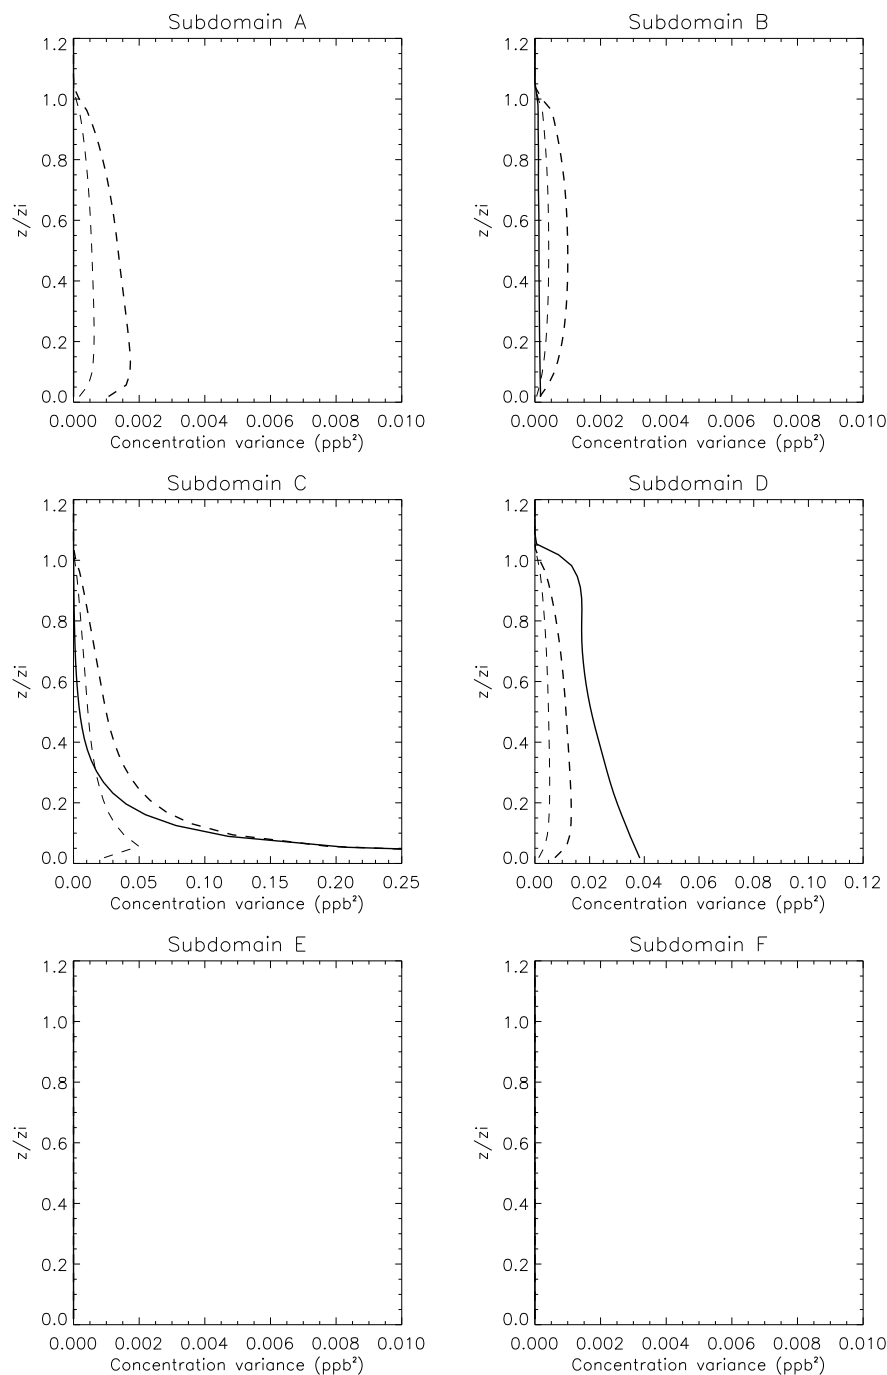 Subdomain A
1.2
1.0
0.8
0.6
0.4
0.2
0.0
z/zi
0.000 0.002 0.004 0.006 0.008 0.010
Concentration variance (ppb²)
Subdomain B
1.2
1.0
0.8
0.6
0.4
0.2
0.0
z/zi
0.000 0.002 0.004 0.006 0.008 0.010
Concentration variance (ppb²)
Subdomain C
1.2
1.0
0.8
0.6
0.4
0.2
0.0
z/zi
0.00 0.05 0.10 0.15 0.20 0.25
Concentration variance (ppb²)
Subdomain D
1.2
1.0
0.8
0.6
0.4
0.2
0.0
z/zi
0.00 0.02 0.04 0.06 0.08 0.10 0.12
Concentration variance (ppb²)
Subdomain E
1.2
1.0
0.8
0.6
0.4
0.2
0.0
z/zi
0.000 0.002 0.004 0.006 0.008 0.010
Concentration variance (ppb²)
Subdomain F
1.2
1.0
0.8
0.6
0.4
0.2
0.0
z/zi
0.000 0.002 0.004 0.006 0.008 0.010
Concentration variance (ppb²)